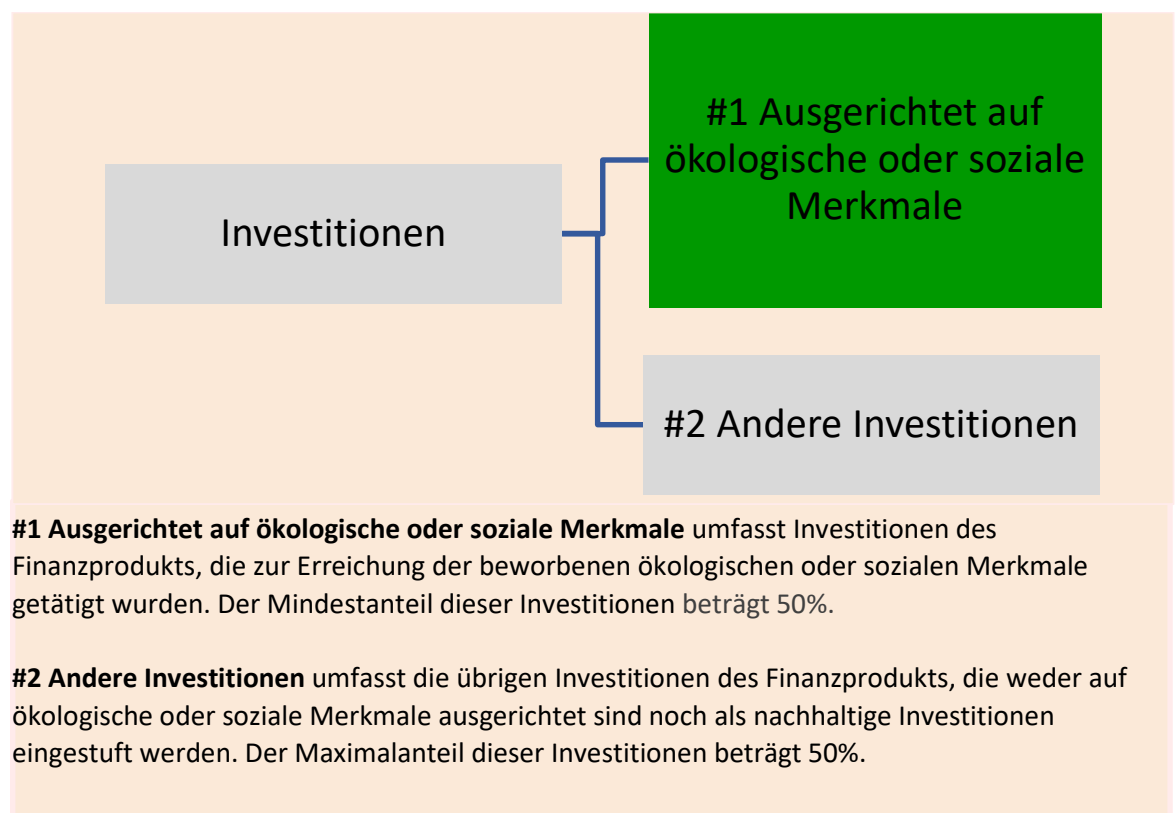 #1 Ausgerichtet auf
ökologische oder soziale
Merkmale
Investitionen
#2 Andere Investitionen
#1 Ausgerichtet auf ökologische oder soziale Merkmale umfasst Investitionen des
Finanzprodukts, die zur Erreichung der beworbenen ökologischen oder sozialen Merkmale
getätigt wurden. Der Mindestanteil dieser Investitionen beträgt 50%.
#2 Andere Investitionen umfasst die übrigen Investitionen des Finanzprodukts, die weder auf
ökologische oder soziale Merkmale ausgerichtet sind noch als nachhaltige Investitionen
eingestuft werden. Der Maximalanteil dieser Investitionen beträgt 50%.